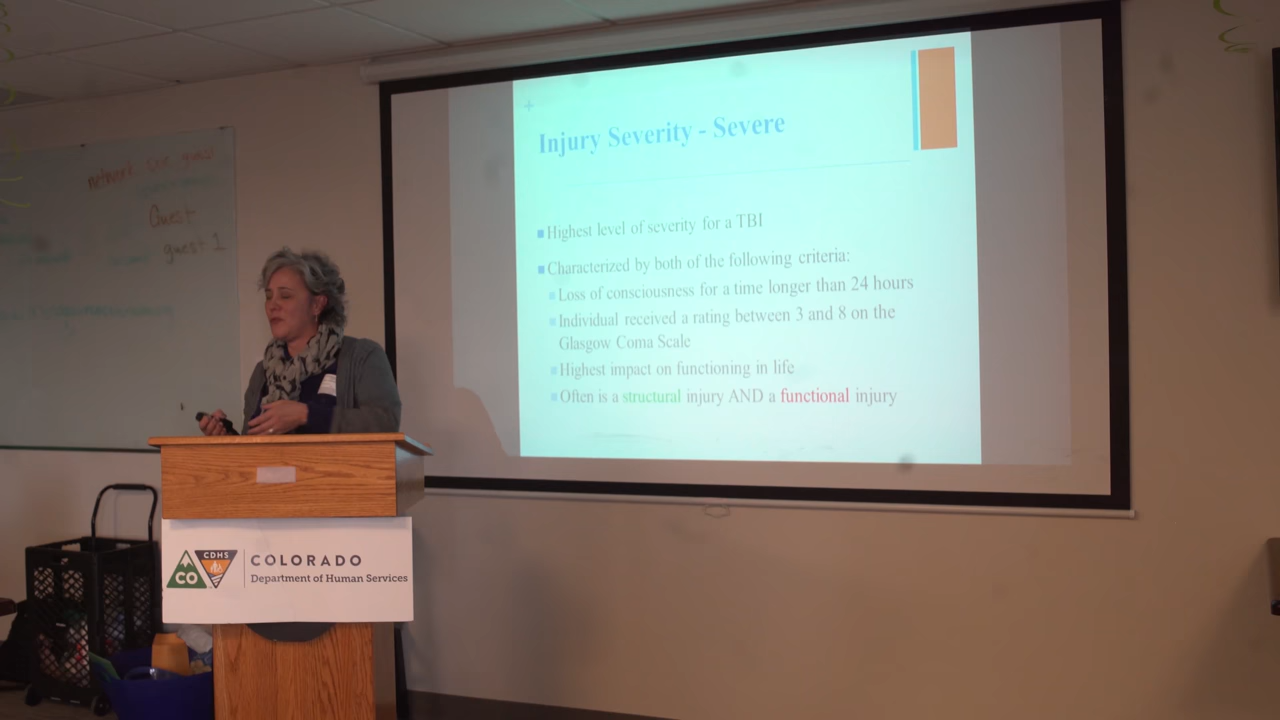 network
Guest
guest 1
+
Injury Severity - Severe
Highest level of severity for a TBI
Characterized by both of the following criteria:
Loss of consciousness for a time longer than 24 hours
Individual received a rating between 3 and 8 on the
Glasgow Coma Scale
Highest impact on functioning in life
Often is a structural injury AND a functional injury
CO
CDHS
COLORADO
Department of Human Services